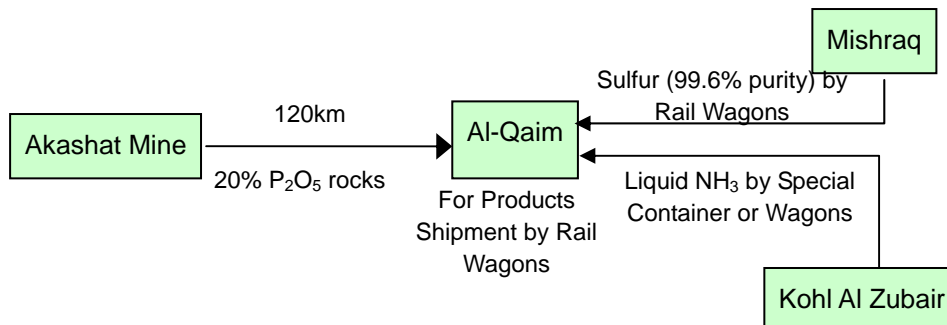 Mishraq
Sulfur (99.6% purity) by
Rail Wagons
120km
Akashat Mine
Al-Qaim
20% P₂O₅ rocks
For Products
Shipment by Rail
Wagons
Liquid NH₃ by Special
Container or Wagons
Kohl Al Zubair